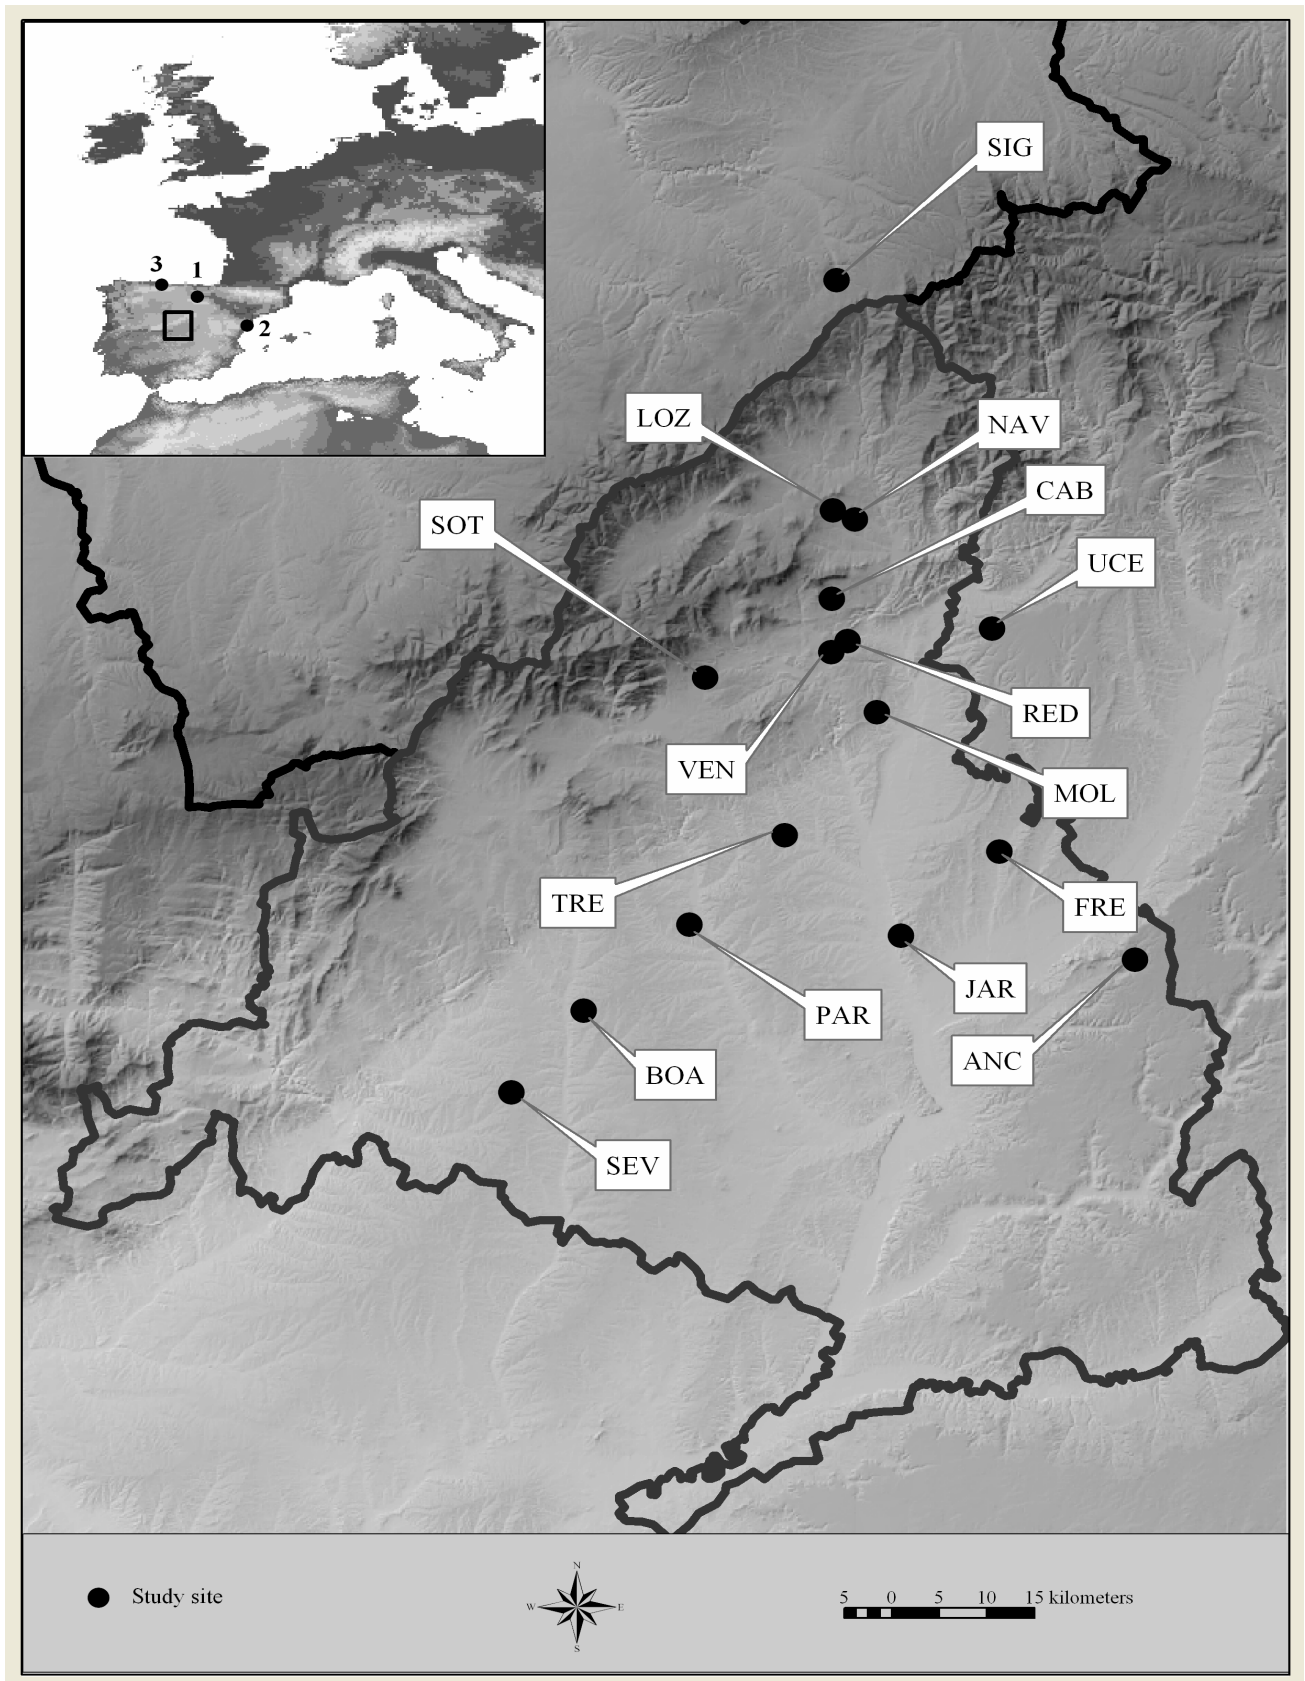 SIG
3
1
2
LOZ
NAV
CAB
SOT
UCE
RED
VEN
MOL
TRE
FRE
JAR
PAR
ANC
BOA
SEV
Study site
N
W
E
S
5 0 5 10 15 kilometers